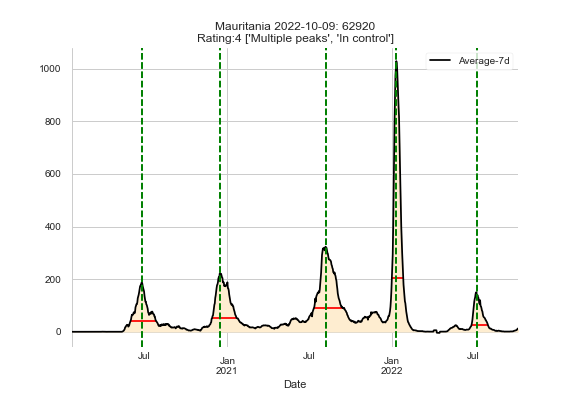 Mauritania 2022-10-09: 62920
Rating:4 ['Multiple peaks', 'In control']
Average-7d
1000
800
600
400
200
0
Jul
Jan
2021
Jul
Jan
2022
Jul
Date